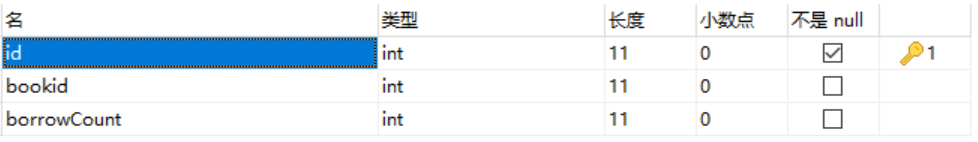 名 类型 长度 小数点 不是 null
id int 11 0 1
bookid int 11 0
borrowCount int 11 0